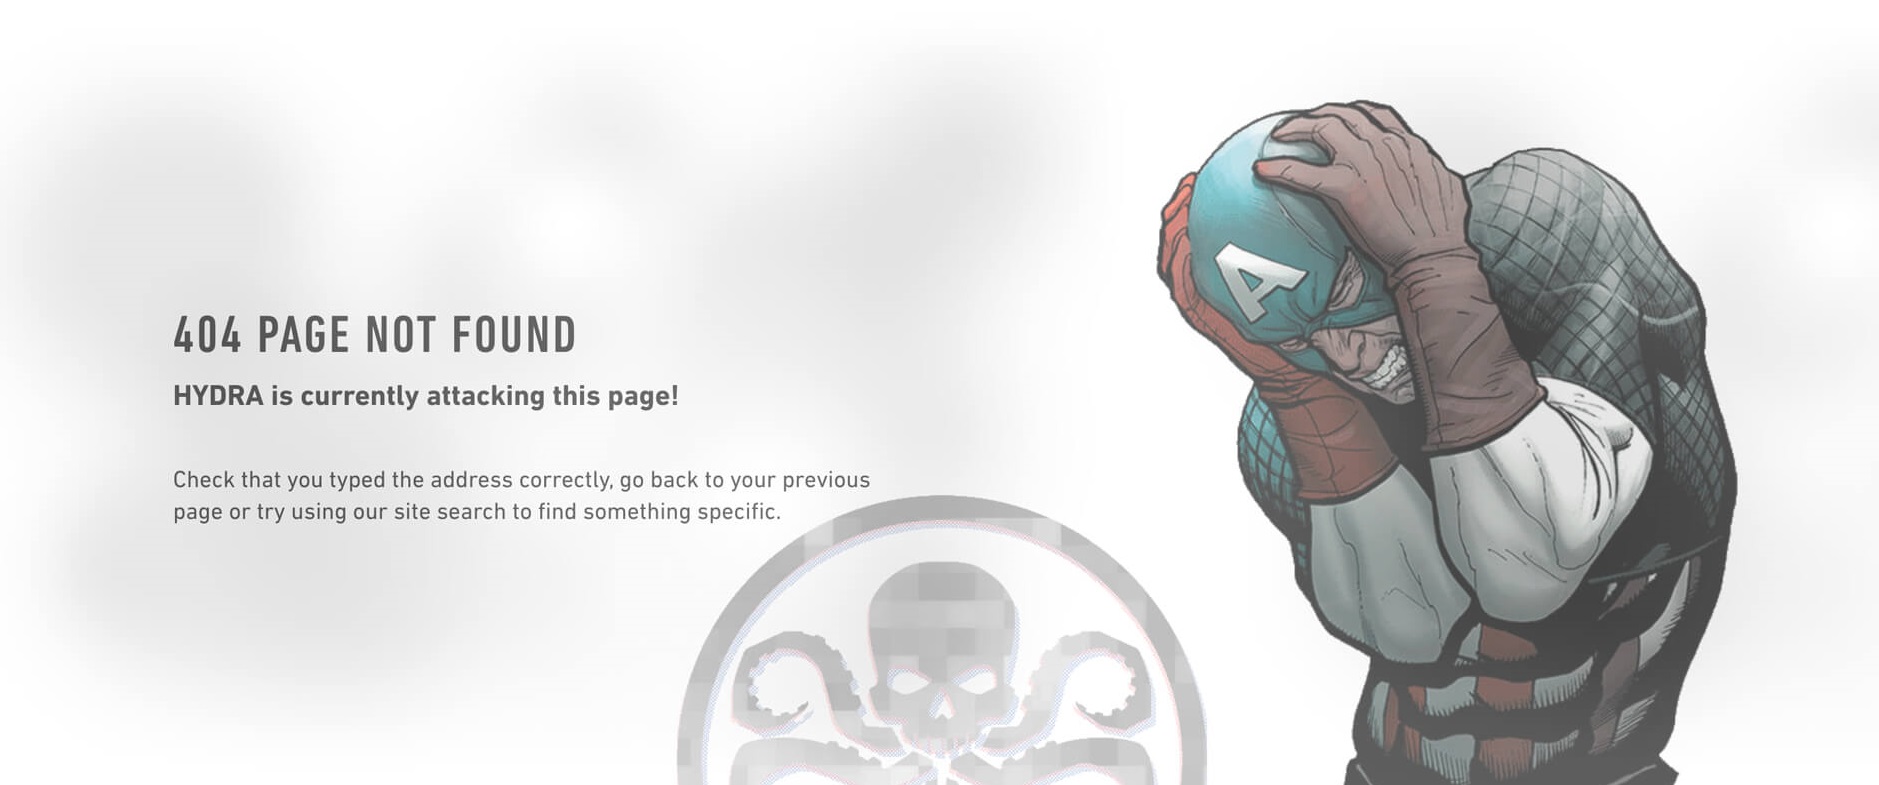 404 PAGE NOT FOUND
HYDRA is currently attacking this page!
Check that you typed the address correctly, go back to your previous
page or try using our site search to find something specific.
A